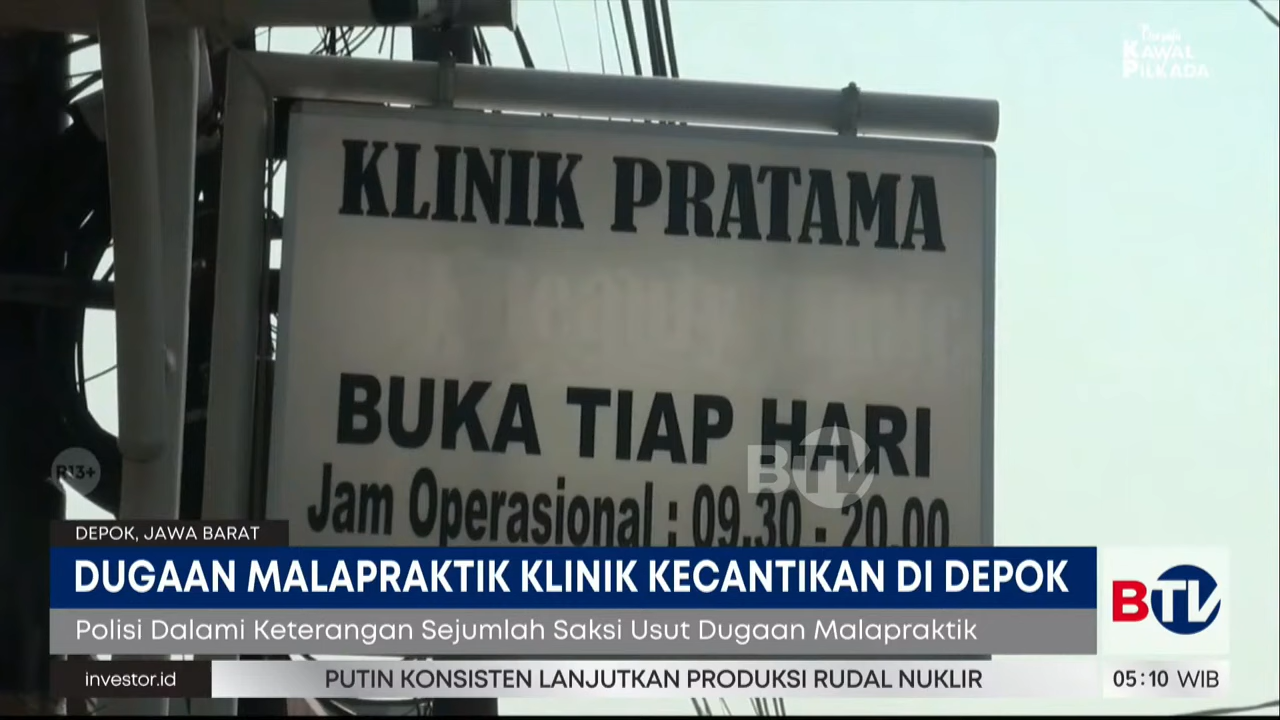 Kawal
Pilkada
KLINIK PRATAMA
BUKA TIAP HARI
BTV
Jam Operasional : 09.30 - 20.00
R13+
DEPOK, JAWA BARAT
DUGAAN MALAPRAKTIK KLINIK KECANTIKAN DI DEPOK
Polisi Dalami Keterangan Sejumlah Saksi Usut Dugaan Malapraktik
BTV
investor.id
PUTIN KONSISTEN LANJUTKAN PRODUKSI RUDAL NUKLIR
05:10 WIB